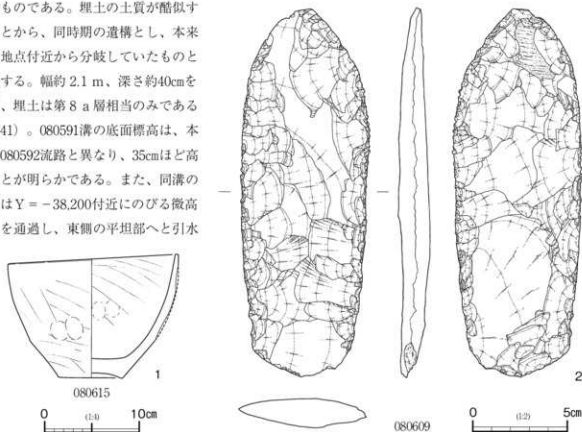 ものである。埋土の土質が酷似す
とから、同時期の遺構とし、本来
地点付近から分岐していたものと
する。幅約 2.1 m、深さ約40㎝を
、埋土は第８ａ層相当のみである
41）。080591溝の底面標高は、本
080592流路と異なり、35㎝ほど高
とが明らかである。また、同溝の
はＹ＝－38,200付近にのびる微高
を通過し、東側の平坦部へと引水
1
080615
0 (1:4) 10㎝
2
080609
0 (1:2) 5㎝